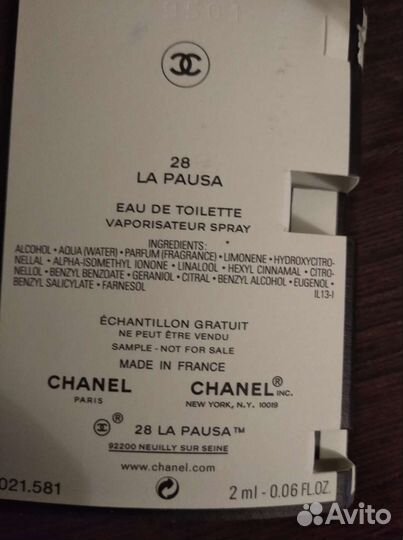 28
LA PAUSA
EAU DE TOILETTE
VAPORISATEUR SPRAY
INGREDIENTS:
ALCOHOL • AQUA (WATER) • PARFUM (FRAGRANCE) • LIMONENE • HYDROXYCITRO-
NELLAL • ALPHA-ISOMETHYL IONONE • LINALOOL • HEXYL CINNAMAL • CITRO-
NELLOL • BENZYL BENZOATE • GERANIOL • CITRAL • BENZYL ALCOHOL • EUGENOL •
BENZYL SALICYLATE • FARNESOL
IL13-I
ÉCHANTILLON GRATUIT
NE PEUT ÊTRE VENDU
SAMPLE - NOT FOR SALE
MADE IN FRANCE
CHANEL CHANEL® INC.
PARIS NEW YORK, N.Y. 10019
® 28 LA PAUSA™
92200 NEUILLY SUR SEINE
www.chanel.com
021.581 2 ml - 0.06 FL.OZ.
Avito